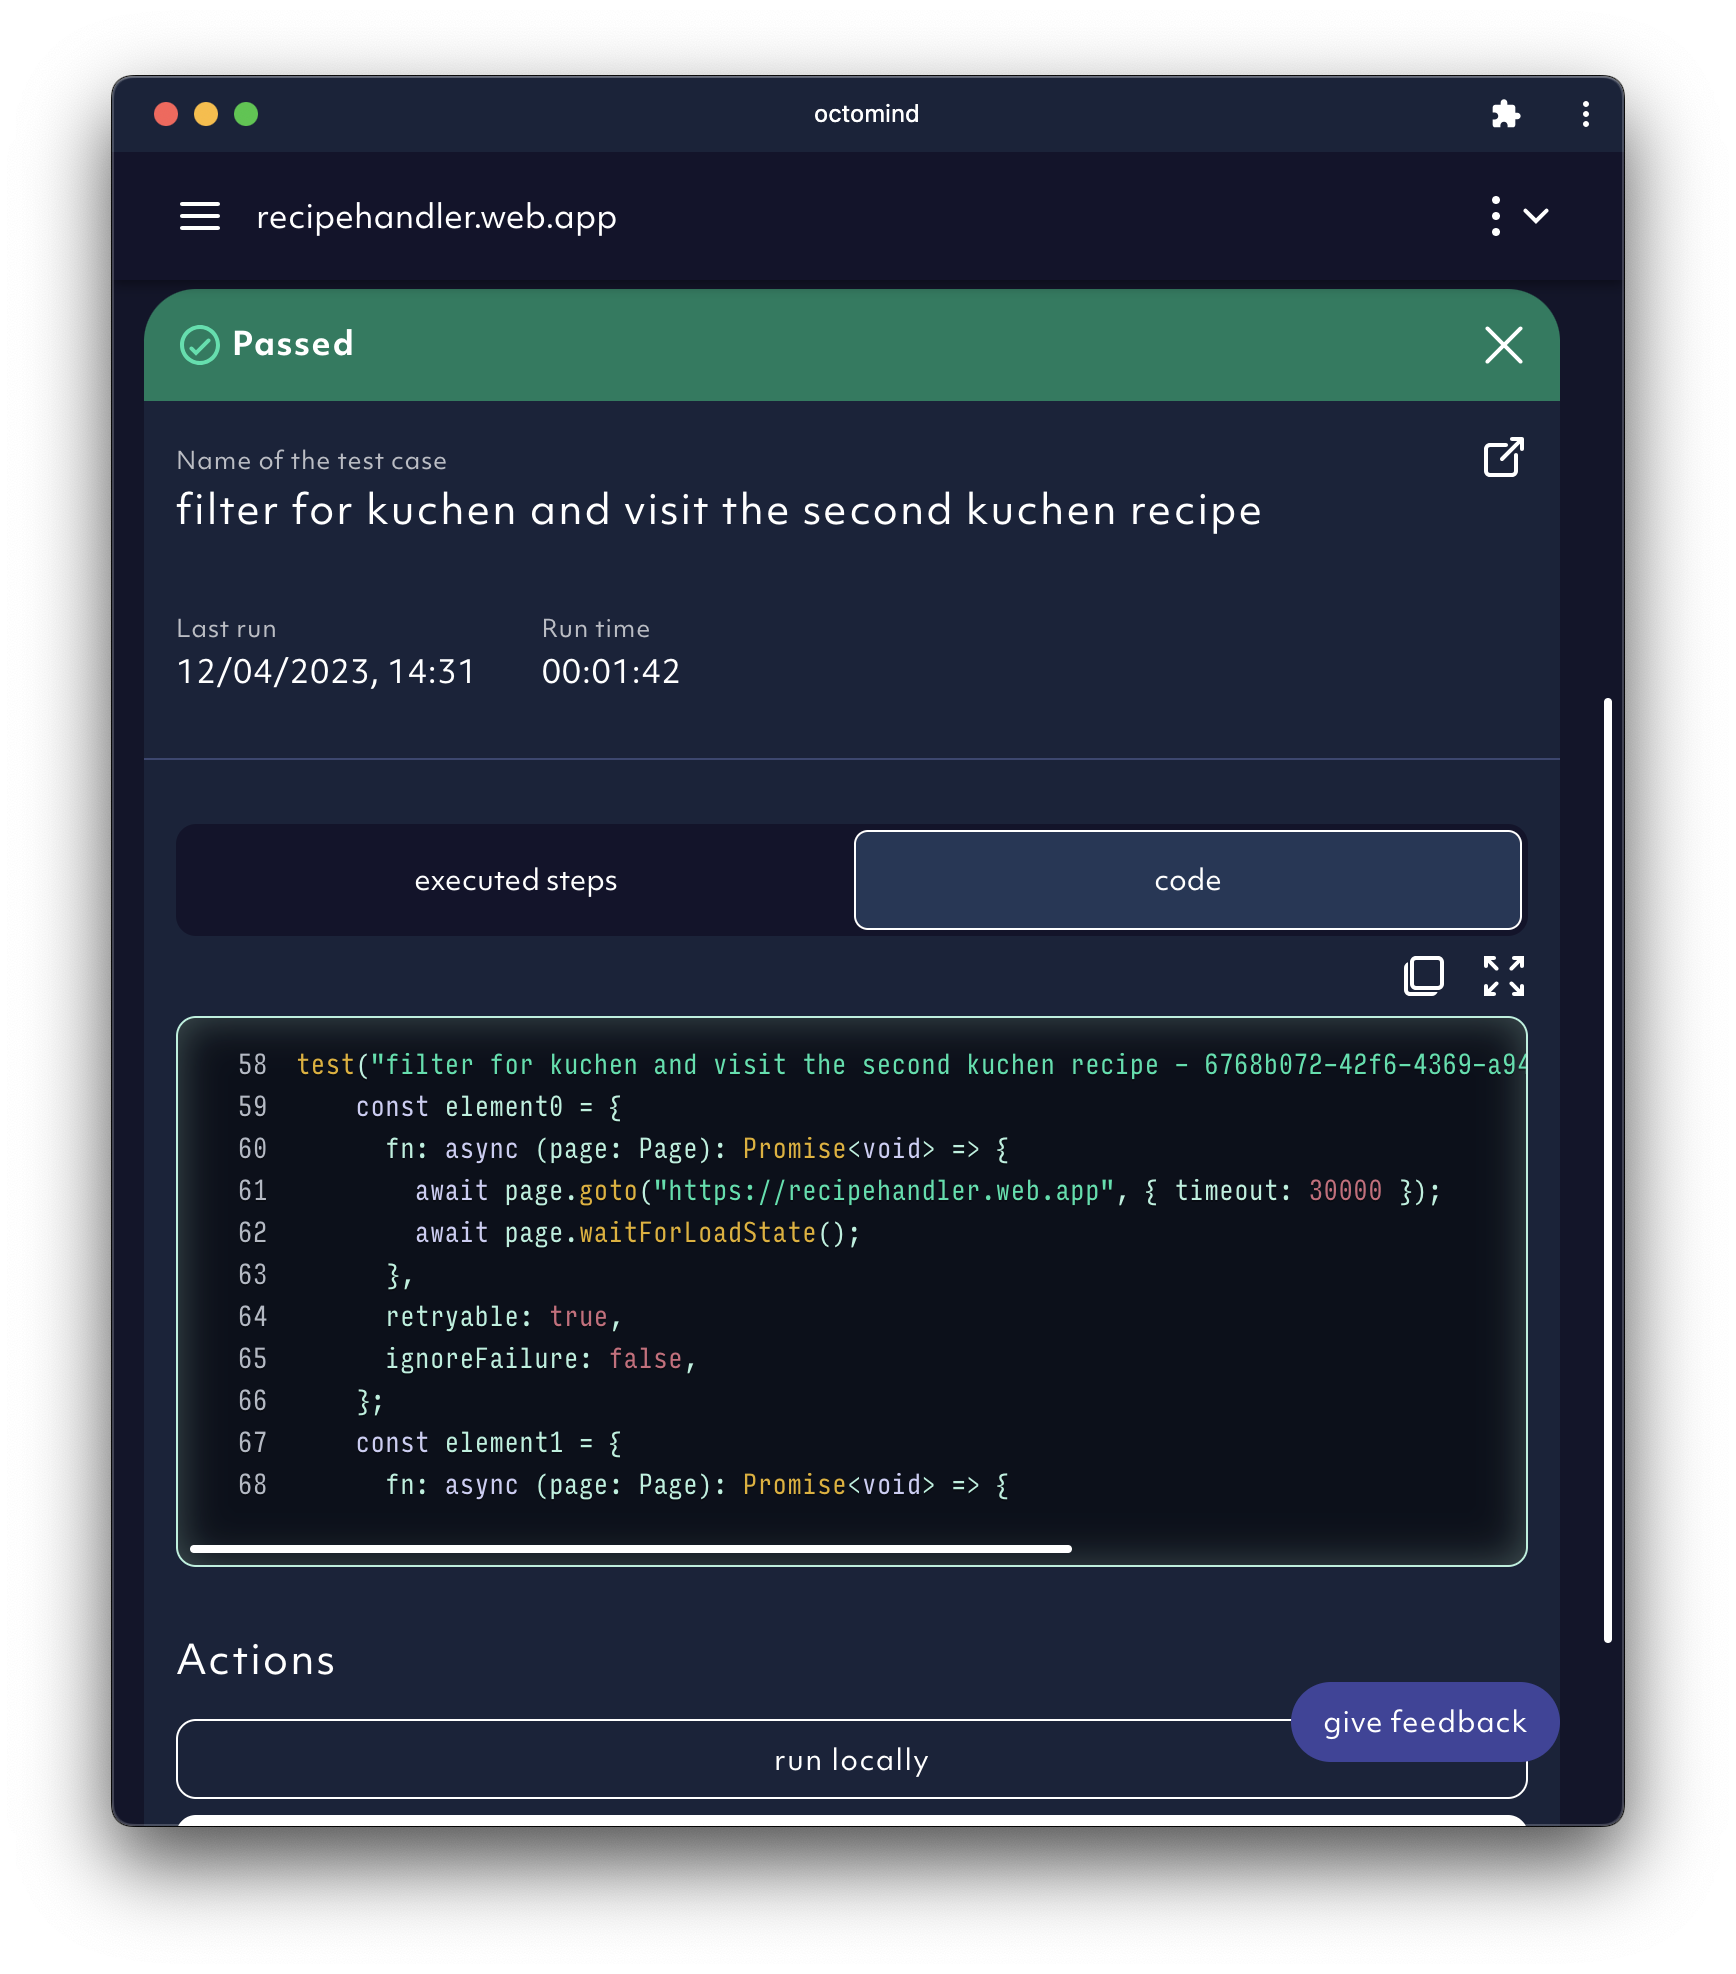 octomind
recipehandler.web.app
Passed
Name of the test case
filter for kuchen and visit the second kuchen recipe
Last run
Run time
12/04/2023, 14:31
00:01:42
executed steps
code
58 test("filter for kuchen and visit the second kuchen recipe - 6768b072-42f6-4369-a94
59 const element0 = {
60 fn: async (page: Page): Promise<void> => {
61 await page.goto("https://recipehandler.web.app", { timeout: 30000 });
62 await page.waitForLoadState();
63 },
64 retryable: true,
65 ignoreFailure: false,
66 };
67 const element1 = {
68 fn: async (page: Page): Promise<void> => {
Actions
give feedback
run locally